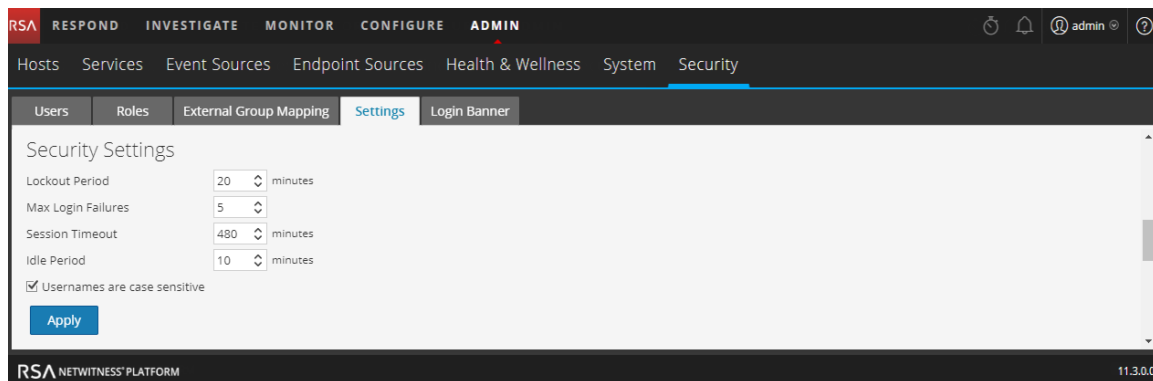 RSA RESPOND INVESTIGATE MONITOR CONFIGURE ADMIN admin ?
Hosts Services Event Sources Endpoint Sources Health & Wellness System Security
Users Roles External Group Mapping Settings Login Banner
Security Settings
Lockout Period 20 minutes
Max Login Failures 5
Session Timeout 480 minutes
Idle Period 10 minutes
Usernames are case sensitive
Apply
RSA NETWITNESS® PLATFORM 11.3.0.0